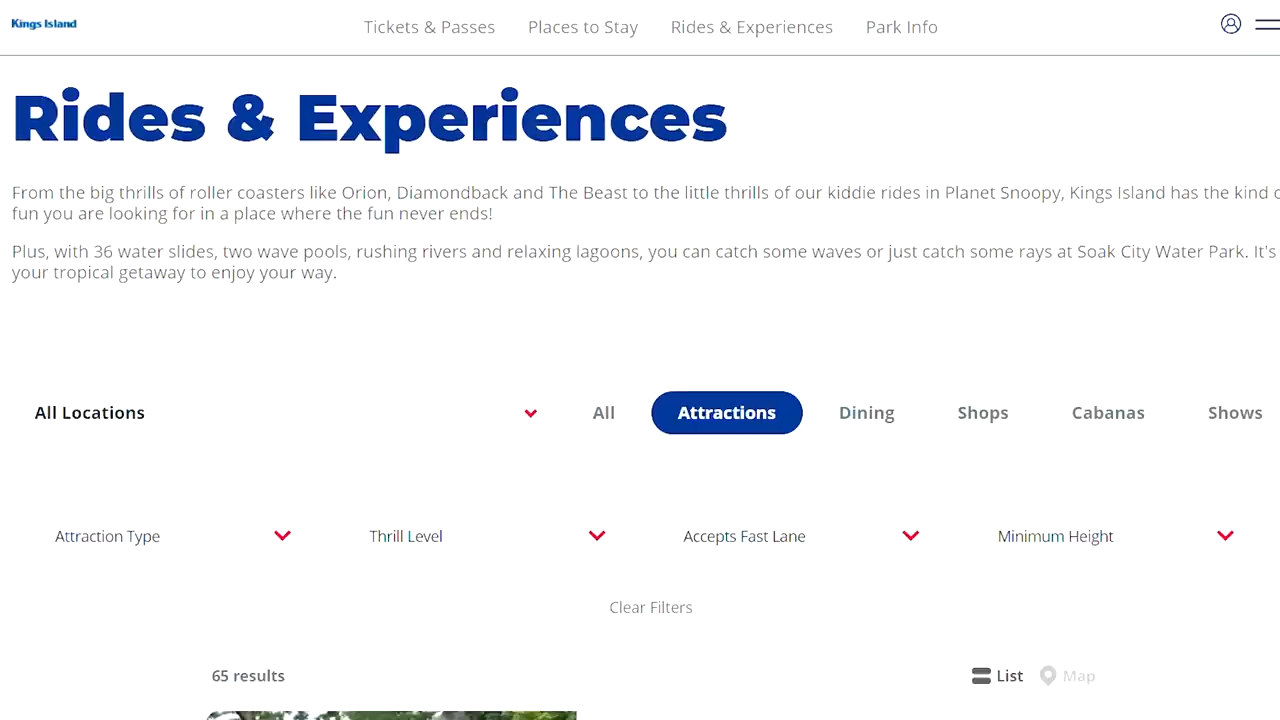 Kings Island
Tickets & Passes
Places to Stay
Rides & Experiences
Park Info
Rides & Experiences
From the big thrills of roller coasters like Orion, Diamondback and The Beast to the little thrills of our kiddie rides in Planet Snoopy, Kings Island has the kind
fun you are looking for in a place where the fun never ends!
Plus, with 36 water slides, two wave pools, rushing rivers and relaxing lagoons, you can catch some waves or just catch some rays at Soak City Water Park. It's
your tropical getaway to enjoy your way.
All Locations
All
Attractions
Dining
Shops
Cabanas
Shows
Attraction Type
Thrill Level
Accepts Fast Lane
Minimum Height
Clear Filters
65 results
List
Map